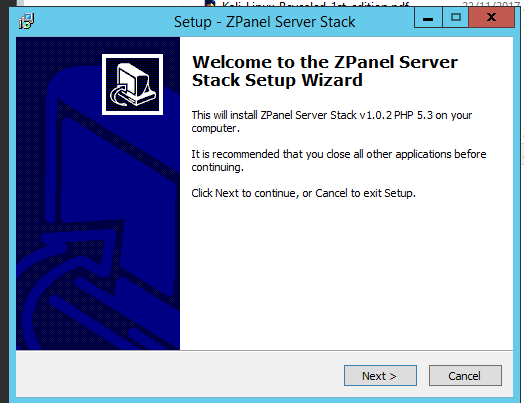 Kali-Linux-Revealed-1st-edition.pdf 23/11/2017
Setup - ZPanel Server Stack
Welcome to the ZPanel Server
Stack Setup Wizard
This will install ZPanel Server Stack v1.0.2 PHP 5.3 on your
computer.
It is recommended that you close all other applications before
continuing.
Click Next to continue, or Cancel to exit Setup.
Next >
Cancel